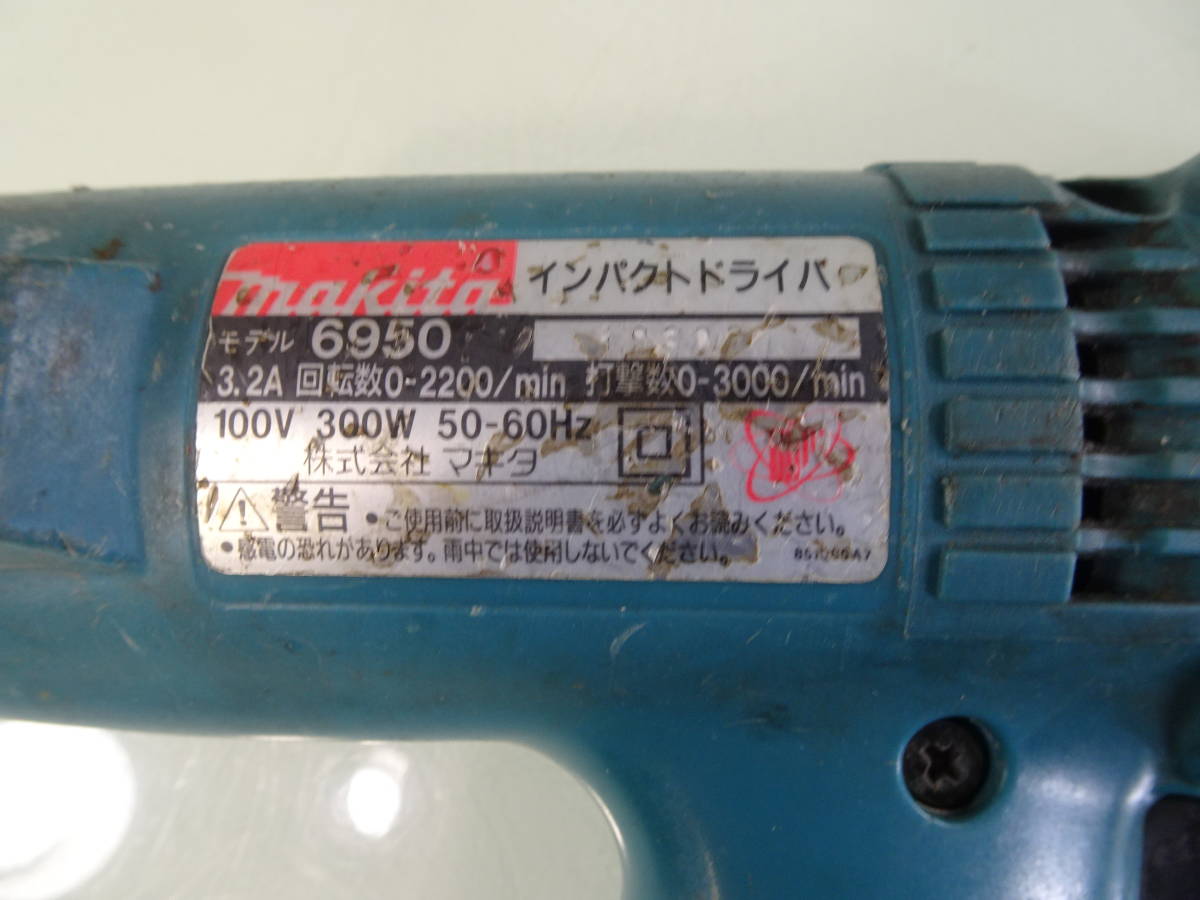 makita インパクトドライバ
モデル 6950
3.2A 回転数0-2200/min 打撃数0-3000/min
100V 300W 50-60Hz
株式会社 マキタ
警告 ・ご使用前に取扱説明書を必ずよくお読みください。
・感電の恐れがあります。雨中では使用しないでください。